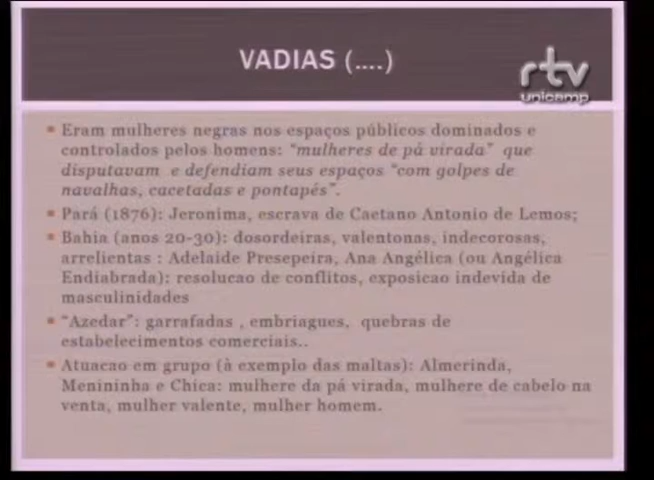 VADIAS (....)
rtv
unicamp
Eram mulheres negras nos espaços públicos dominados e
controlados pelos homens: "mulheres de pá virada" que
disputavam e defendiam seus espaços "com golpes de
navalhas, cacetadas e pontapés".
Pará (1876): Jeronima, escrava de Caetano Antonio de Lemos;
Bahia (anos 20-30): dosordeiras, valentonas, indecorosas,
arrelientas : Adelaide Presepeira, Ana Angélica (ou Angélica
Endiabrada): resolucao de conflitos, exposicao indevida de
masculinidades
"Azedar": garrafadas , embriagues, quebras de
estabelecimentos comerciais..
Atuacao em grupo (à exemplo das maltas): Almerinda,
Menininha e Chica: mulhere da pá virada, mulhere de cabelo na
venta, mulher valente, mulher homem.